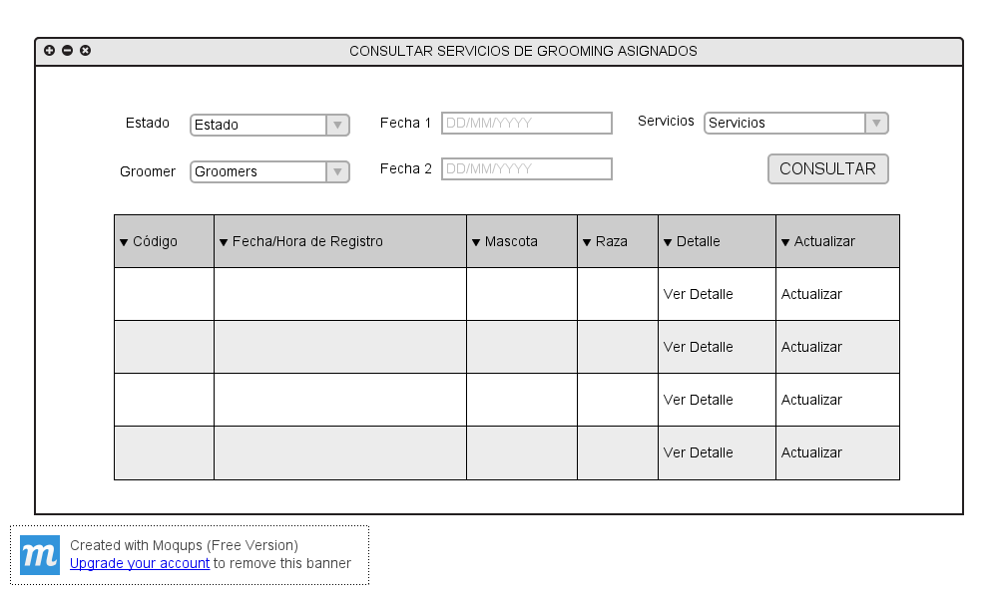 CONSULTAR SERVICIOS DE GROOMING ASIGNADOS
Estado Estado Fecha 1 DD/MM/YYYY Servicios Servicios
Groomer Groomers Fecha 2 DD/MM/YYYY CONSULTAR
Código Fecha/Hora de Registro Mascota Raza Detalle Actualizar
Ver Detalle Actualizar
Ver Detalle Actualizar
Ver Detalle Actualizar
Ver Detalle Actualizar
m
Created with Moqups (Free Version)
Upgrade your account to remove this banner